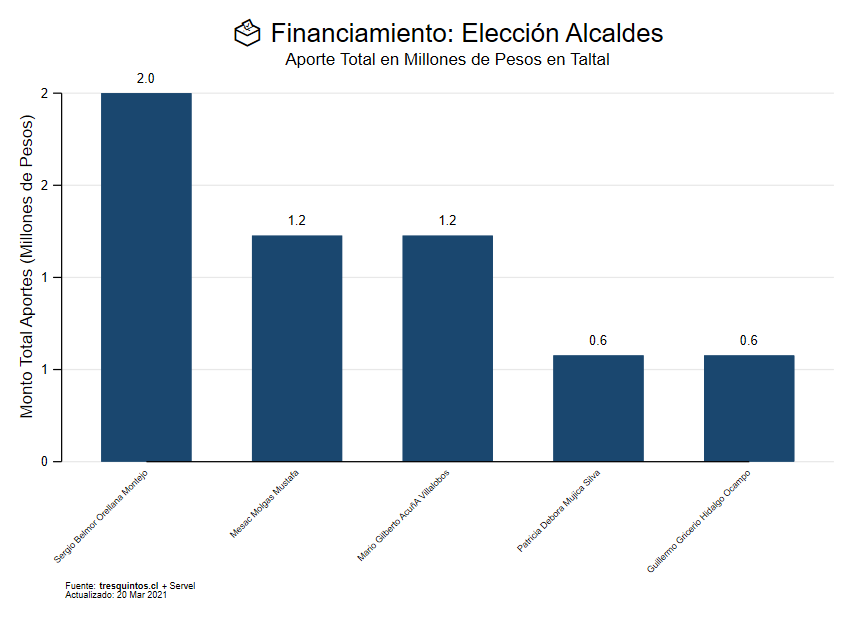 Financiamiento: Elección Alcaldes
Aporte Total en Millones de Pesos en Taltal
Monto Total Aportes (Millones de Pesos)
2
2
1
1
0
2.0
1.2
1.2
0.6
0.6
Sergio Belmor Orellana Montejo
Mesac Molgas Mustafa
Mario Gilberto AcuñA Villalobos
Patricia Debora Mujica Silva
Guillermo Gricerio Hidalgo Ocampo
Fuente: tresquintos.cl + Servel
Actualizado: 20 Mar 2021